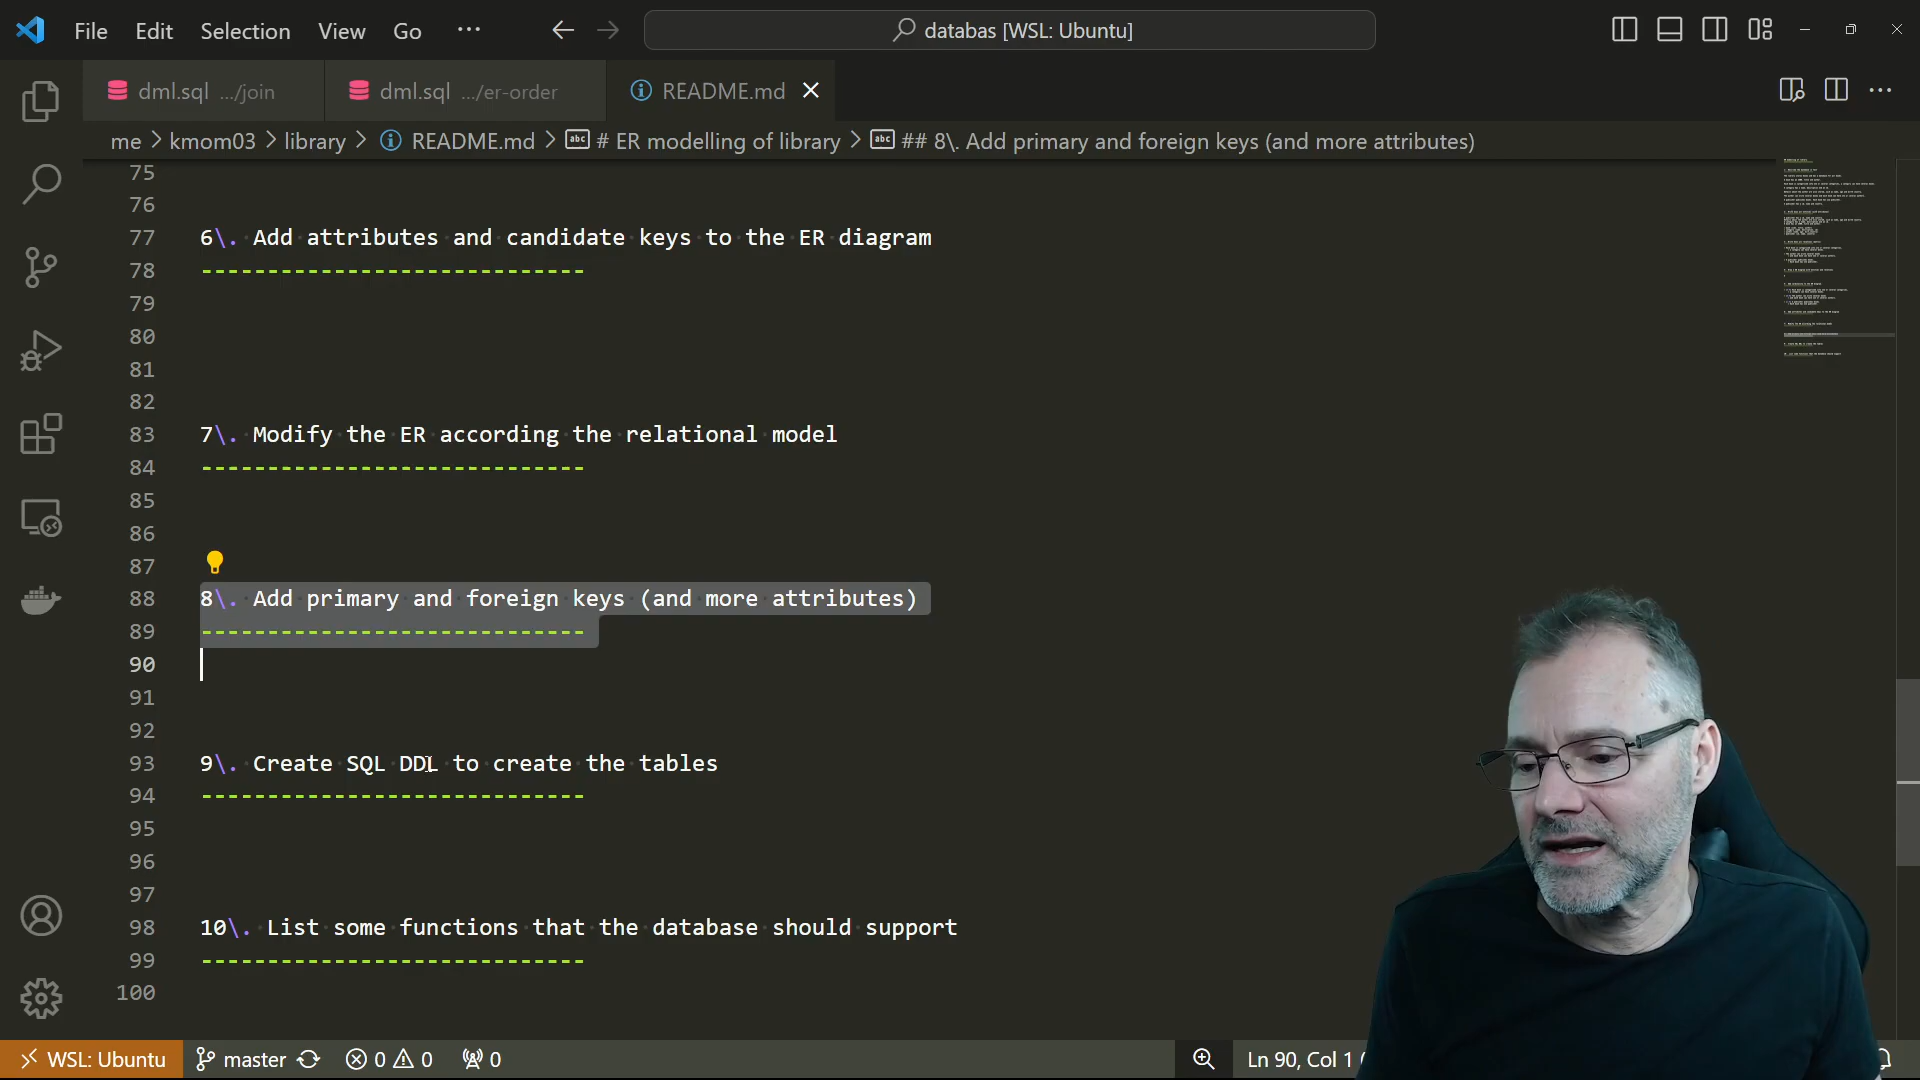 File Edit Selection View Go ···
databas [WSL: Ubuntu]
dml.sql .../join
dml.sql .../er-order
README.md
me > kmom03 > library > README.md > # ER modelling of library > ## 8\. Add primary and foreign keys (and more attributes)
75
76
77 6\. Add attributes and candidate keys to the ER diagram
78 -----------------------------
79
80
81
82
83 7\. Modify the ER according the relational model
84 -----------------------------
85
86
87
88 8\. Add primary and foreign keys (and more attributes)
89 -----------------------------
90
91
92
93 9\. Create SQL DDL to create the tables
94 -----------------------------
95
96
97
98 10\. List some functions that the database should support
99 -----------------------------
100
WSL: Ubuntu master 0 0 0 Ln 90, Col 1